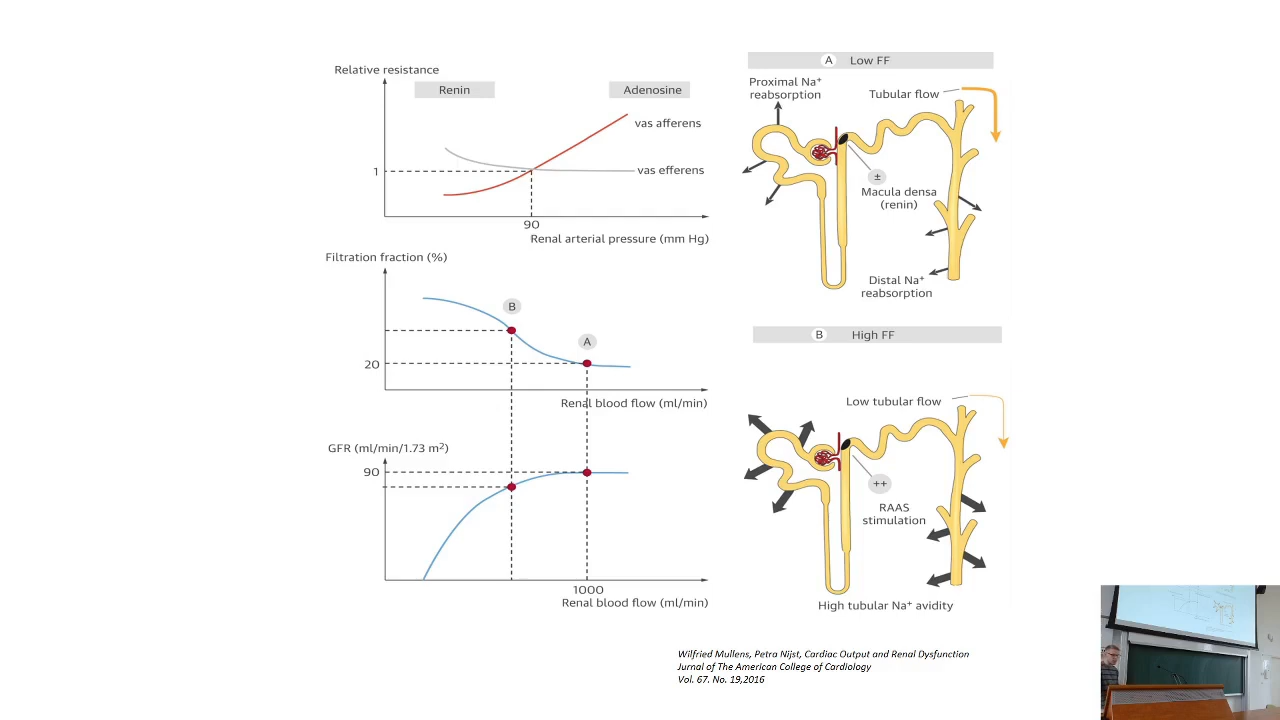 Relative resistance
Renin
Adenosine
vas afferens
1
vas efferens
90
Renal arterial pressure (mm Hg)
Filtration fraction (%)
B
A
20
Renal blood flow (ml/min)
GFR (ml/min/1.73 m²)
90
1000
Renal blood flow (ml/min)
A Low FF
Proximal Na⁺
reabsorption
Tubular flow
±
Macula densa
(renin)
Distal Na⁺
reabsorption
B High FF
Low tubular flow
++
RAAS
stimulation
High tubular Na⁺ avidity
Wilfried Mullens, Petra Nijst, Cardiac Output and Renal Dysfunction
Jurnal of The American College of Cardiology
Vol. 67. No. 19,2016